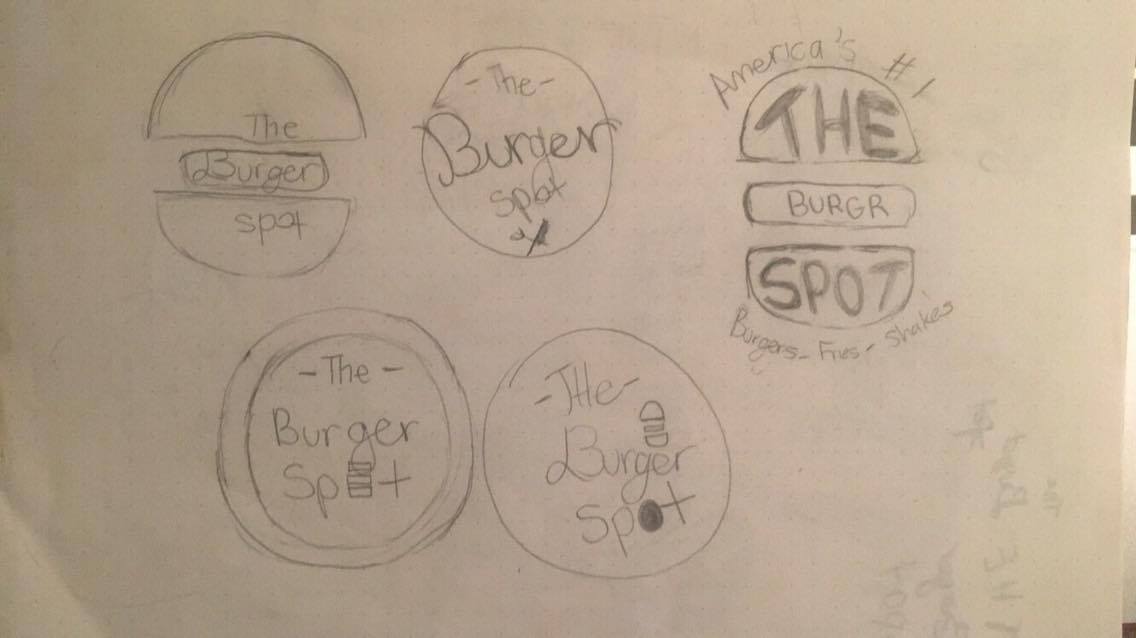 The
Burger
spot
-The-
Burger
spot
America's #1
THE
BURGR
SPOT
Burgers - Fries - Shakes
-The-
Burger
Spot
-THe-
Burger
Spot